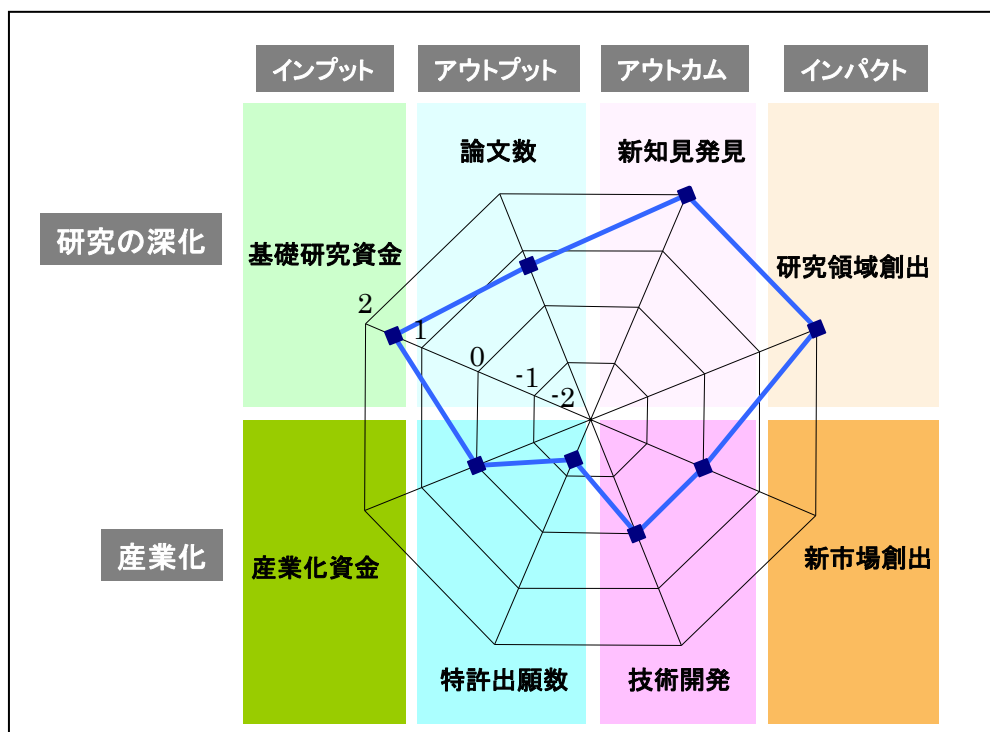 インプット
アウトプット
アウトカム
インパクト
論文数
新知見発見
研究の深化
基礎研究資金
研究領域創出
2
1
0
-1
-2
産業化
産業化資金
新市場創出
特許出願数
技術開発